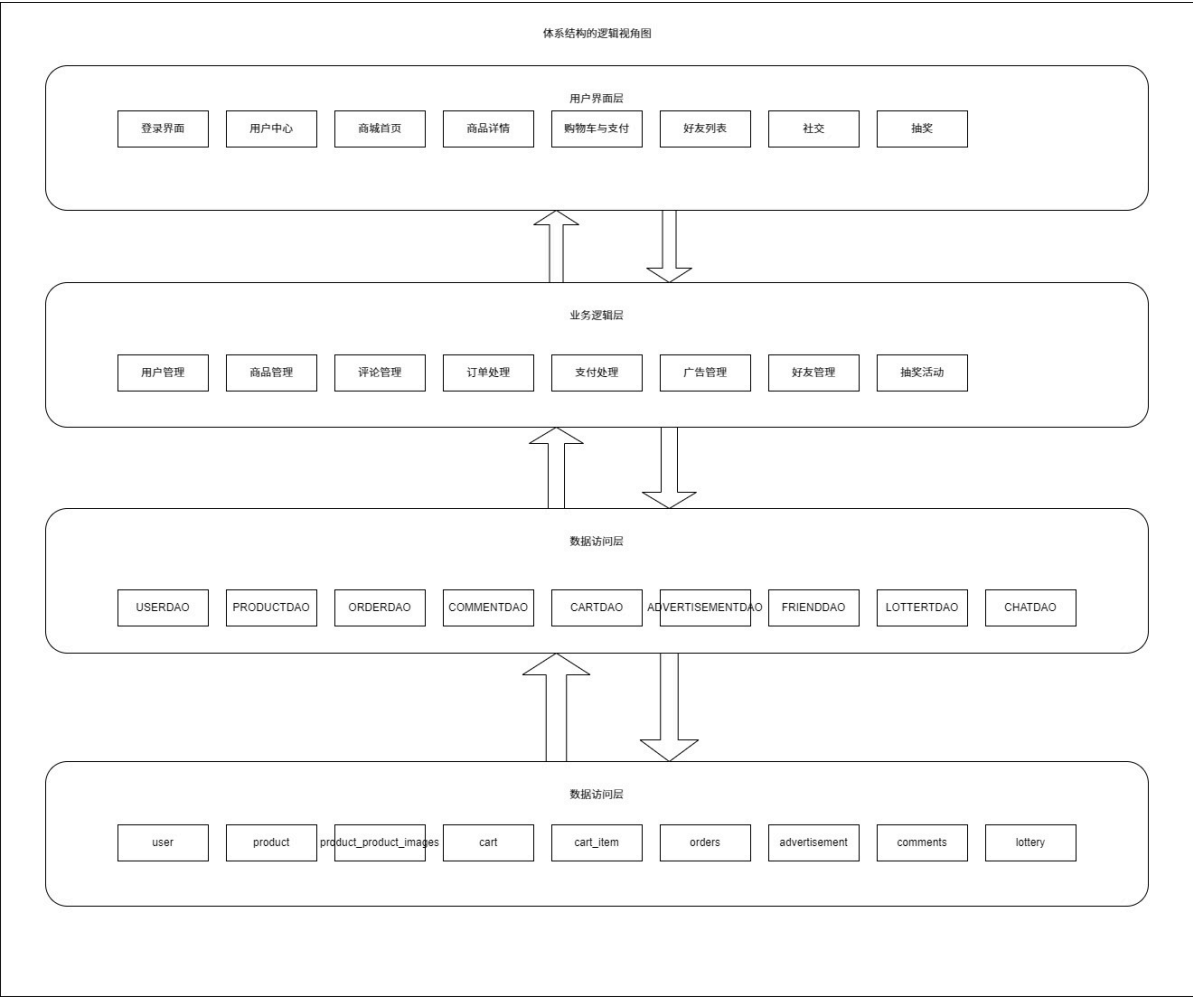 体系结构的逻辑视角图
用户界面层
登录界面 用户中心 商城首页 商品详情 购物车与支付 好友列表 社交 抽奖
业务逻辑层
用户管理 商品管理 评论管理 订单处理 支付处理 广告管理 好友管理 抽奖活动
数据访问层
USERDAO PRODUCTDAO ORDERDAO COMMENTDAO CARTDAO ADVERTISEMENTDAO FRIENDDAO LOTTERTDAO CHATDAO
数据访问层
user product product_product_images cart cart_item orders advertisement comments lottery